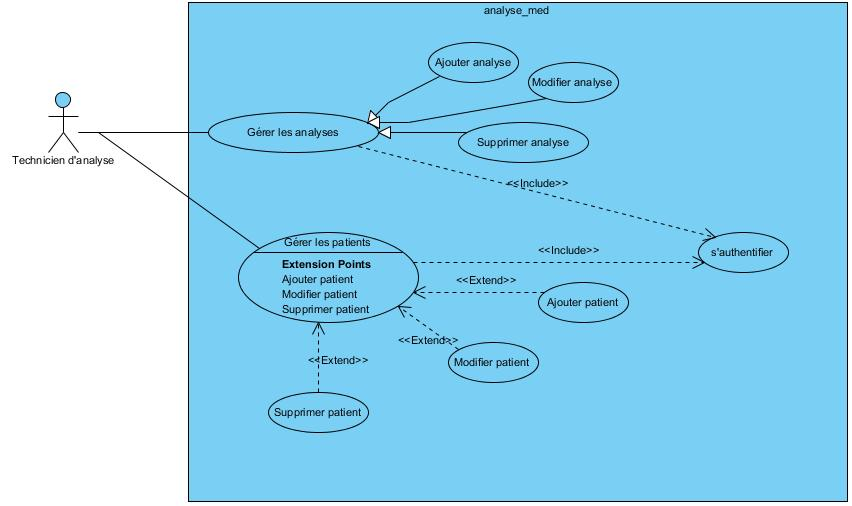 analyse_med
Ajouter analyse
Modifier analyse
Gérer les analyses
Supprimer analyse
Technicien d'analyse
<<Include>>
Gérer les patients
<<Include>>
s'authentifier
Extension Points
Ajouter patient
Modifier patient
Supprimer patient
<<Extend>>
Ajouter patient
<<Extend>>
Modifier patient
<<Extend>>
Supprimer patient